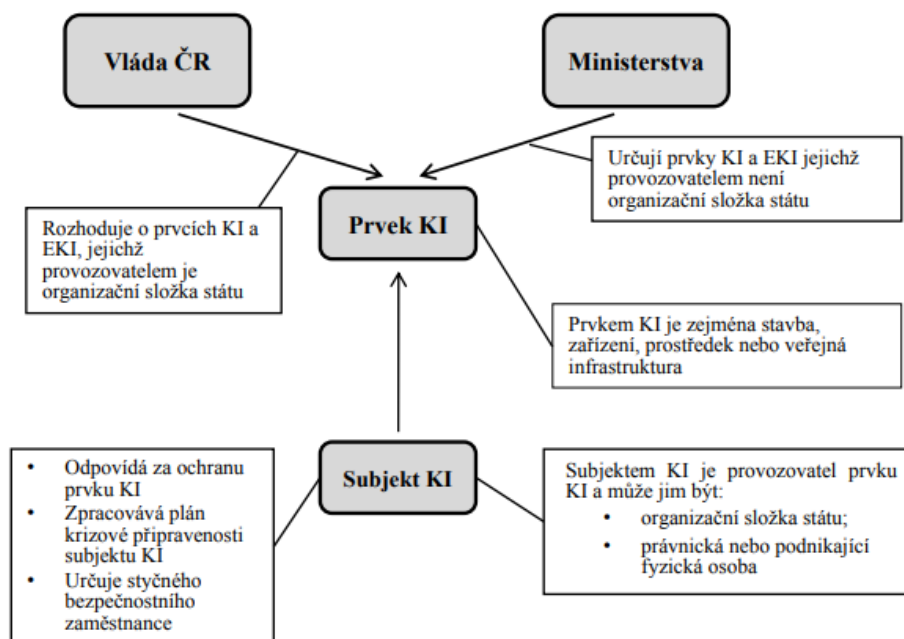 Vláda ČR
Ministerstva
Určují prvky KI a EKI jejichž
provozovatelem není
organizační složka státu
Rozhoduje o prvcích KI a
EKI, jejichž
provozovatelem je
organizační složka státu
Prvek KI
Prvkem KI je zejména stavba,
zařízení, prostředek nebo veřejná
infrastruktura
• Odpovídá za ochranu
prvku KI
• Zpracovává plán
krizové připravenosti
subjektu KI
• Určuje styčného
bezpečnostního
zaměstnance
Subjekt KI
Subjektem KI je provozovatel prvku
KI a může jim být:
• organizační složka státu;
• právnická nebo podnikající
fyzická osoba